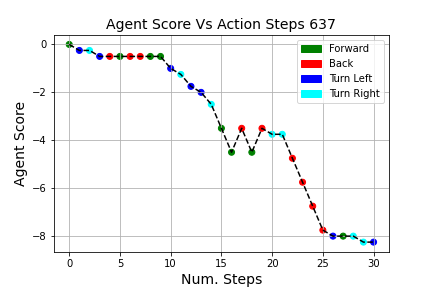 Agent Score Vs Action Steps 637
Forward
Back
Turn Left
Turn Right
0
−2
−4
−6
−8
Agent Score
0 5 10 15 20 25 30
Num. Steps